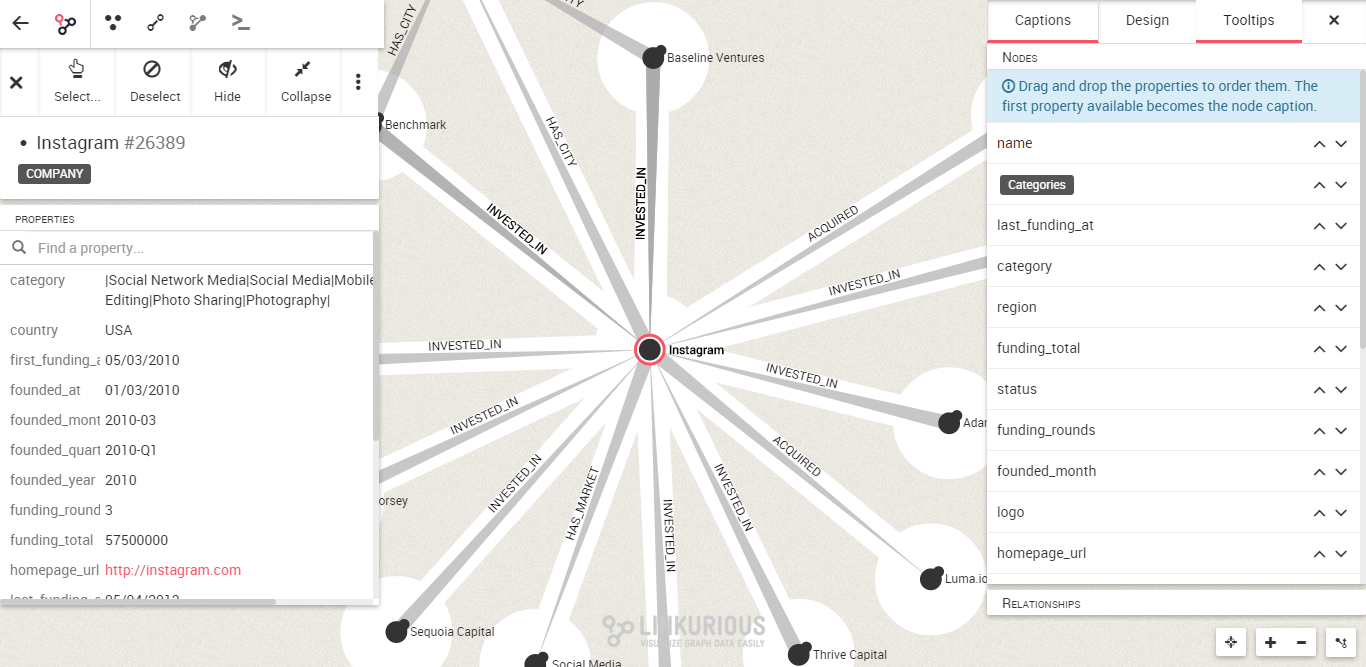 Select...
Deselect
Hide
Collapse
Instagram #26389
COMPANY
PROPERTIES
Find a property...
category |Social Network Media|Social Media|Mobile
Editing|Photo Sharing|Photography|
country USA
first_funding_a 05/03/2010
founded_at 01/03/2010
founded_mont 2010-03
founded_quart 2010-Q1
founded_year 2010
funding_round 3
funding_total 57500000
homepage_url http://instagram.com
HAS_CITY
Baseline Ventures
Benchmark
HAS_CITY
INVESTED_IN
INVESTED_IN
ACQUIRED
INVESTED_IN
INVESTED_IN
Instagram
INVESTED_IN
INVESTED_IN
Adar
ACQUIRED
INVESTED_IN
HAS_MARKET
INVESTED_IN
INVESTED_IN
orsey
Luma.io
Sequoia Capital
Social Media
Thrive Capital
LINKURIOUS
VISUALIZE GRAPH DATA EASILY
Captions
Design
Tooltips
NODES
Drag and drop the properties to order them. The
first property available becomes the node caption.
name
Categories
last_funding_at
category
region
funding_total
status
funding_rounds
founded_month
logo
homepage_url
RELATIONSHIPS